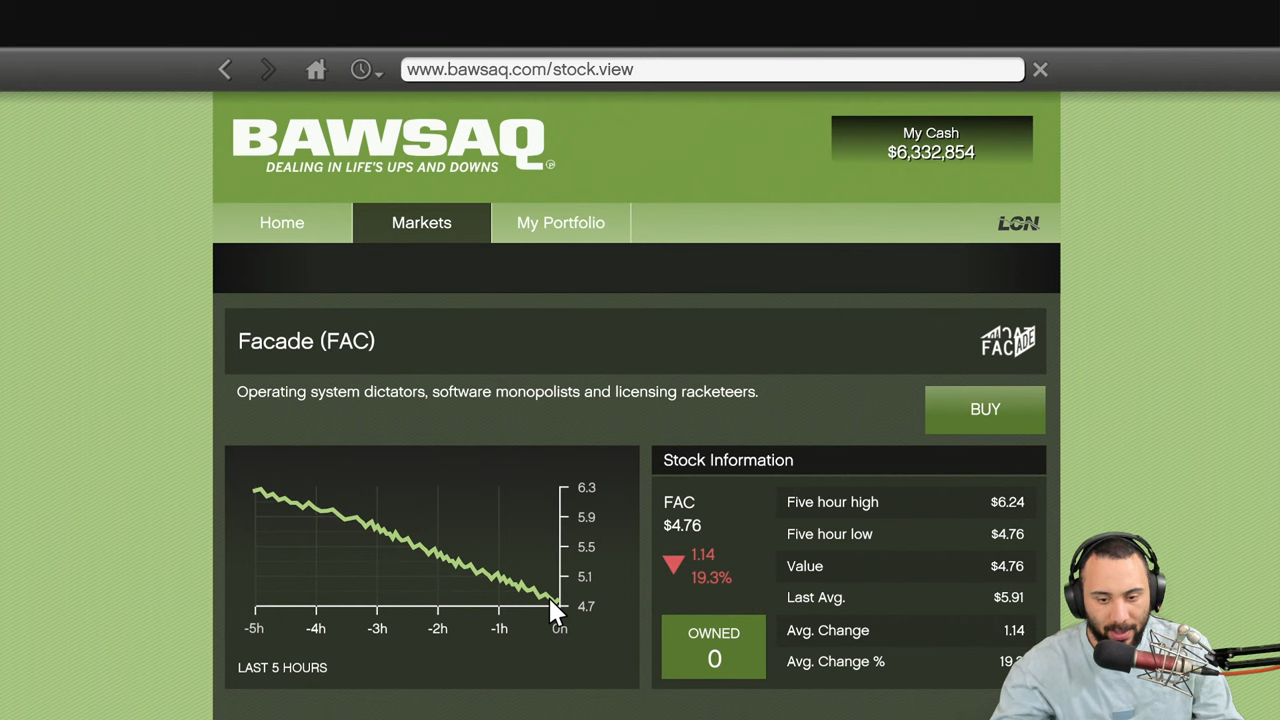 www.bawsaq.com/stock.view
BAWSAQ
DEALING IN LIFE'S UPS AND DOWNS
My Cash
$6,332,854
Home
Markets
My Portfolio
LCN
Facade (FAC)
FACADE
Operating system dictators, software monopolists and licensing racketeers.
BUY
6.3
5.9
5.5
5.1
4.7
-5h
-4h
-3h
-2h
-1h
0h
LAST 5 HOURS
Stock Information
FAC
$4.76
1.14
19.3%
OWNED
0
Five hour high $6.24
Five hour low $4.76
Value $4.76
Last Avg. $5.91
Avg. Change 1.14
Avg. Change %